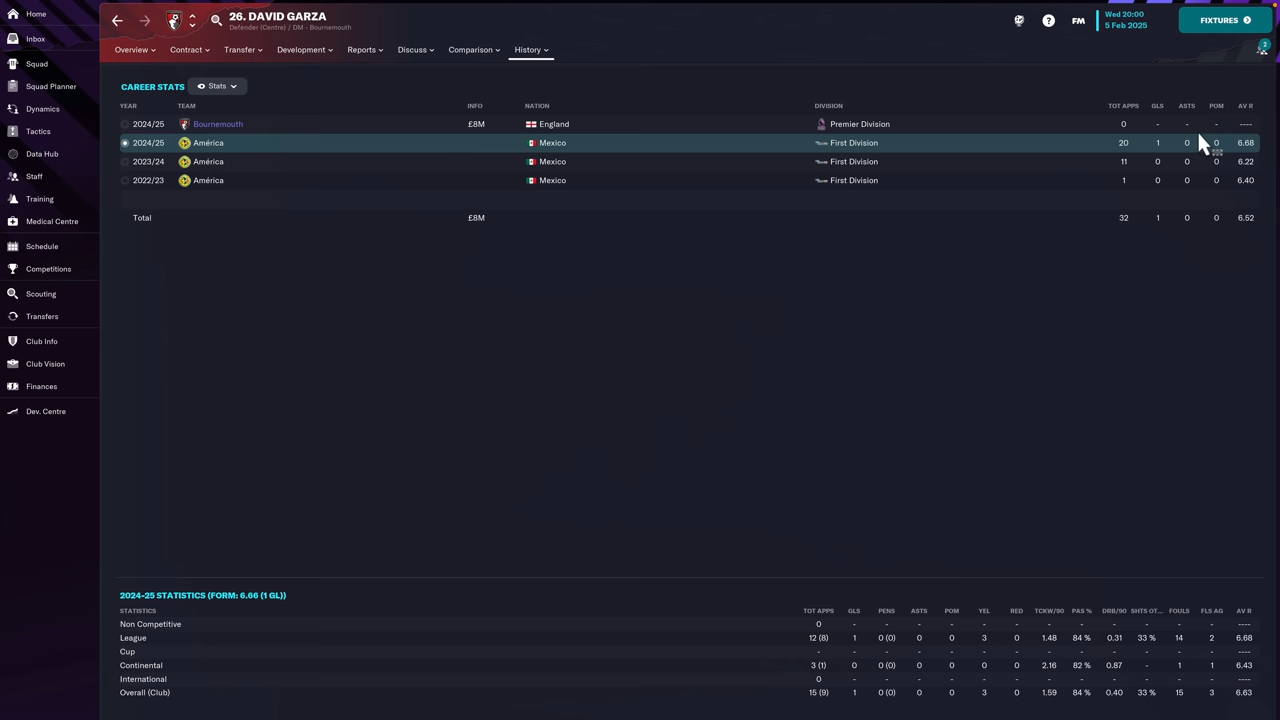 Home
26. DAVID GARZA
Defender (Centre) / DM - Bournemouth
FM
Wed 20:00
5 Feb 2025
FIXTURES
2
Inbox
Overview Contract Transfer Development Reports Discuss Comparison History
Squad
Squad Planner
CAREER STATS Stats
Dynamics
YEAR TEAM INFO NATION DIVISION TOT APPS GLS ASTS POM AV R
2024/25 Bournemouth £8M England Premier Division 0 - - - ----
Tactics
2024/25 América Mexico First Division 20 1 0 0 6.68
Data Hub
2023/24 América Mexico First Division 11 0 0 0 6.22
Staff
2022/23 América Mexico First Division 1 0 0 0 6.40
Training
Total £8M 32 1 0 0 6.52
Medical Centre
Schedule
Competitions
Scouting
Transfers
Club Info
Club Vision
Finances
Dev. Centre
2024-25 STATISTICS (FORM: 6.66 (1 GL))
STATISTICS TOT APPS GLS PENS ASTS POM YEL RED TCKW/90 PAS % DRB/90 SHTS OT... FOULS FLS AG AV R
Non Competitive 0 - - - - - - - - - - - - ----
League 12 (8) 1 0 (0) 0 0 3 0 1.48 84 % 0.31 33 % 14 2 6.68
Cup - - - - - - - - - - - - - ----
Continental 3 (1) 0 0 (0) 0 0 0 0 2.16 82 % 0.87 - 1 1 6.43
International 0 - - - - - - - - - - - - ----
Overall (Club) 15 (9) 1 0 (0) 0 0 3 0 1.59 84 % 0.40 33 % 15 3 6.63